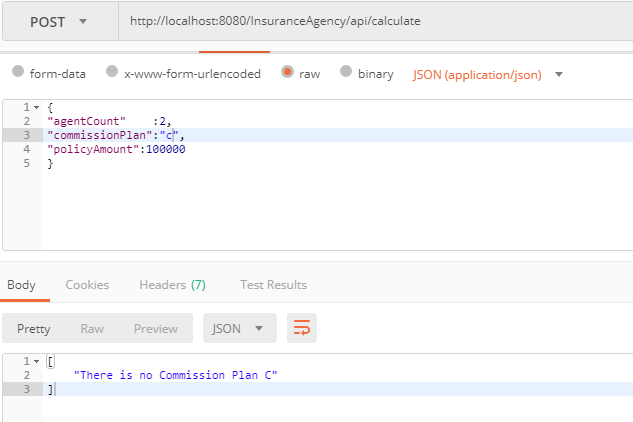 POST http://localhost:8080/InsuranceAgency/api/calculate
form-data x-www-form-urlencoded raw binary JSON (application/json)
1 {
2 "agentCount" :2,
3 "commissionPlan":"c",
4 "policyAmount":100000
5 }
Body Cookies Headers (7) Test Results
Pretty Raw Preview JSON
1 [
2 "There is no Commission Plan C"
3 ]